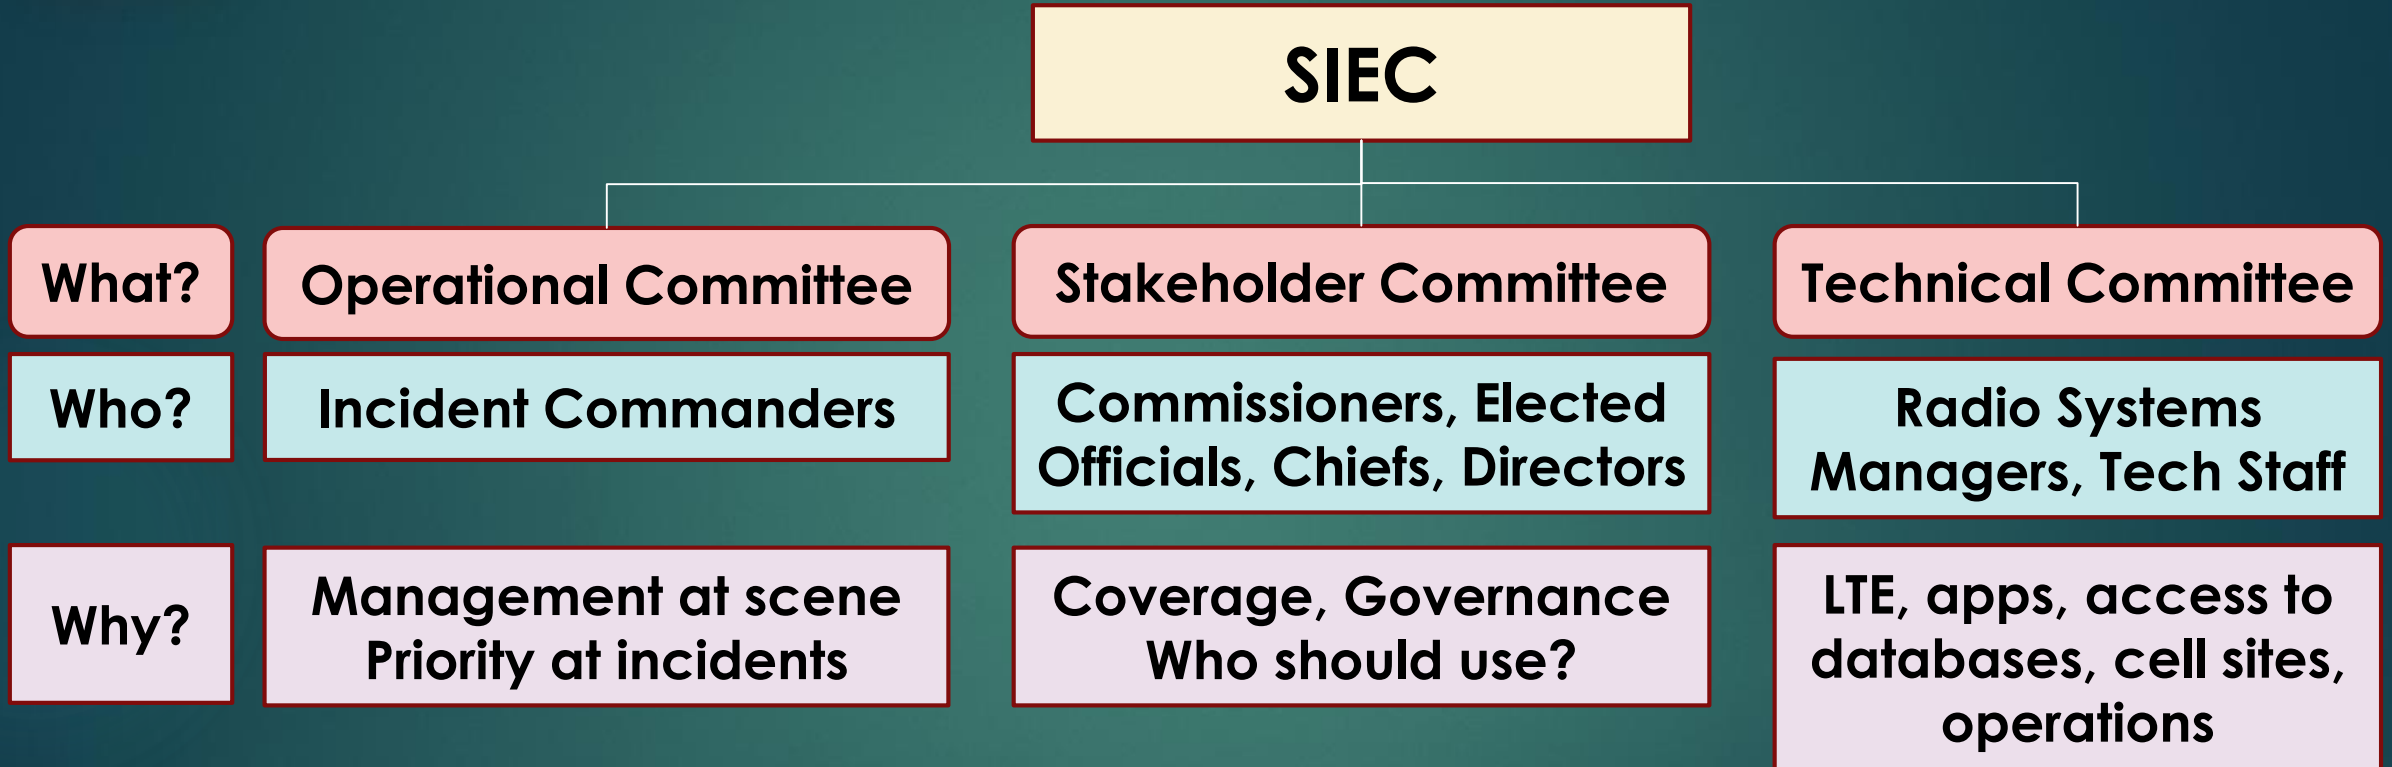 SIEC
What?
Operational Committee
Stakeholder Committee
Technical Committee
Who?
Incident Commanders
Commissioners, Elected
Officials, Chiefs, Directors
Radio Systems
Managers, Tech Staff
Why?
Management at scene
Priority at incidents
Coverage, Governance
Who should use?
LTE, apps, access to
databases, cell sites,
operations